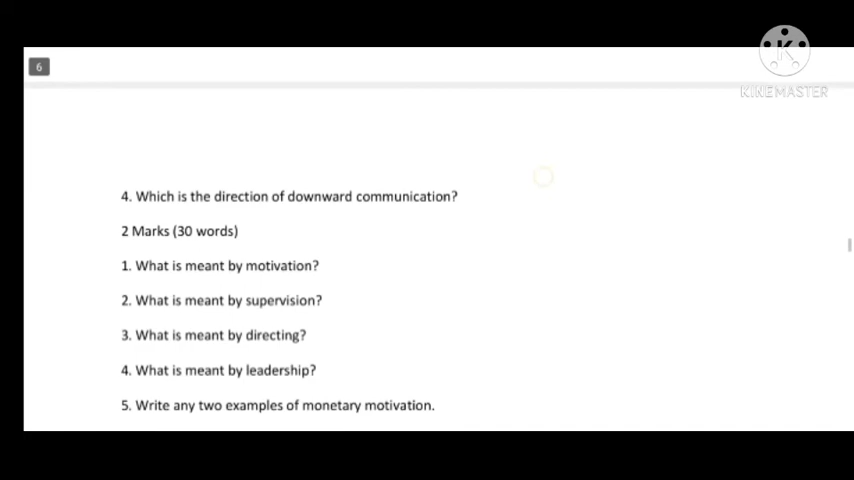 6
K
KINEMASTER
4. Which is the direction of downward communication?
2 Marks (30 words)
1. What is meant by motivation?
2. What is meant by supervision?
3. What is meant by directing?
4. What is meant by leadership?
5. Write any two examples of monetary motivation.